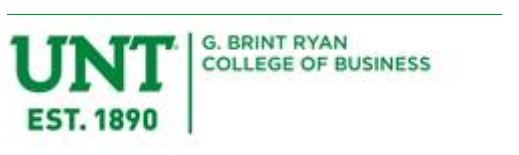 UNT
EST. 1890
G. BRINT RYAN
COLLEGE OF BUSINESS